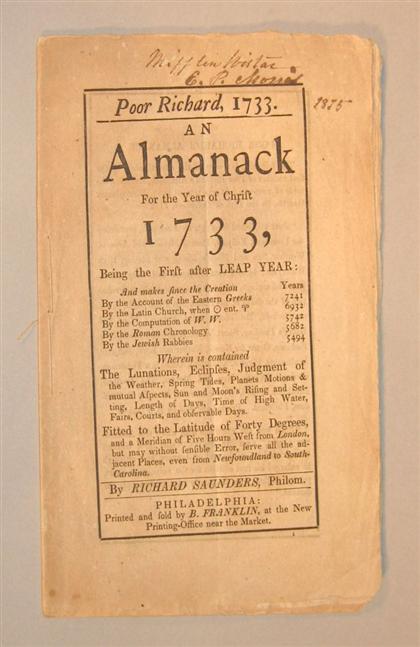 Mifflin Wistar
E. P. Morris
1875
Poor Richard, 1733.
AN
Almanack
For the Year of Chriſt
1733,
Being the Firſt after LEAP YEAR:
And makes ſince the Creation Years
By the Account of the Eastern Greeks 7241
By the Latin Church, when ☉ ent. ♈ 6932
By the Computation of W. W. 5742
By the Roman Chronology 5682
By the Jewish Rabbies 5494
Wherein is contained
The Lunations, Eclipſes, Judgment of
the Weather, Spring Tides, Planets Motions &
mutual Aſpects, Sun and Moon's Riſing and Set-
ting, Length of Days, Time of High Water,
Fairs, Courts, and obſervable Days.
Fitted to the Latitude of Forty Degrees,
and a Meridian of Five Hours Weſt from London,
but may without ſenſible Error, ſerve all the ad-
jacent Places, even from Newfoundland to South-
Carolina.
By RICHARD SAUNDERS, Philom.
PHILADELPHIA:
Printed and ſold by B. FRANKLIN, at the New
Printing-Office near the Market.